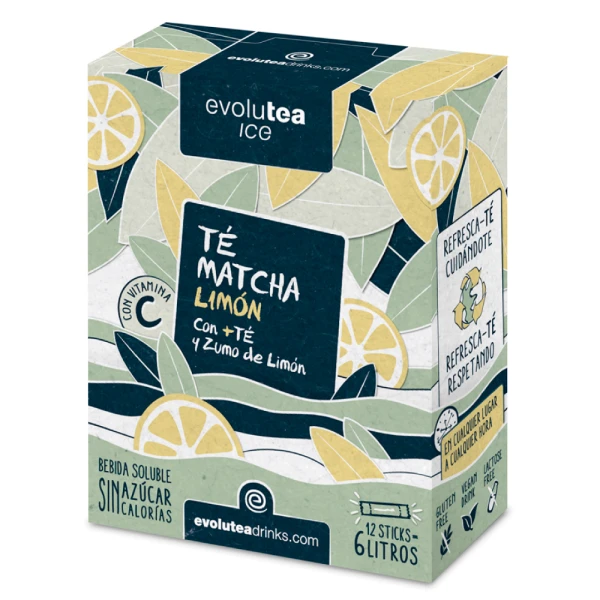 evoluteadrinks.com
evolutea
ICE
TÉ
MATCHA
LIMÓN
Con +TÉ
y Zumo de Limón
CON VITAMINA
C
BEBIDA SOLUBLE
SIN AZÚCAR
CALORÍAS
evoluteadrinks.com
12 STICKS=
6 LITROS
REFRESCA-TÉ
CUIDÁNDOTE
REFRESCA-TÉ
RESPETANDO
EN CUALQUIER LUGAR
A CUALQUIER HORA
GLUTEN
FREE
VEGAN
DRINK
LACTOSE
FREE